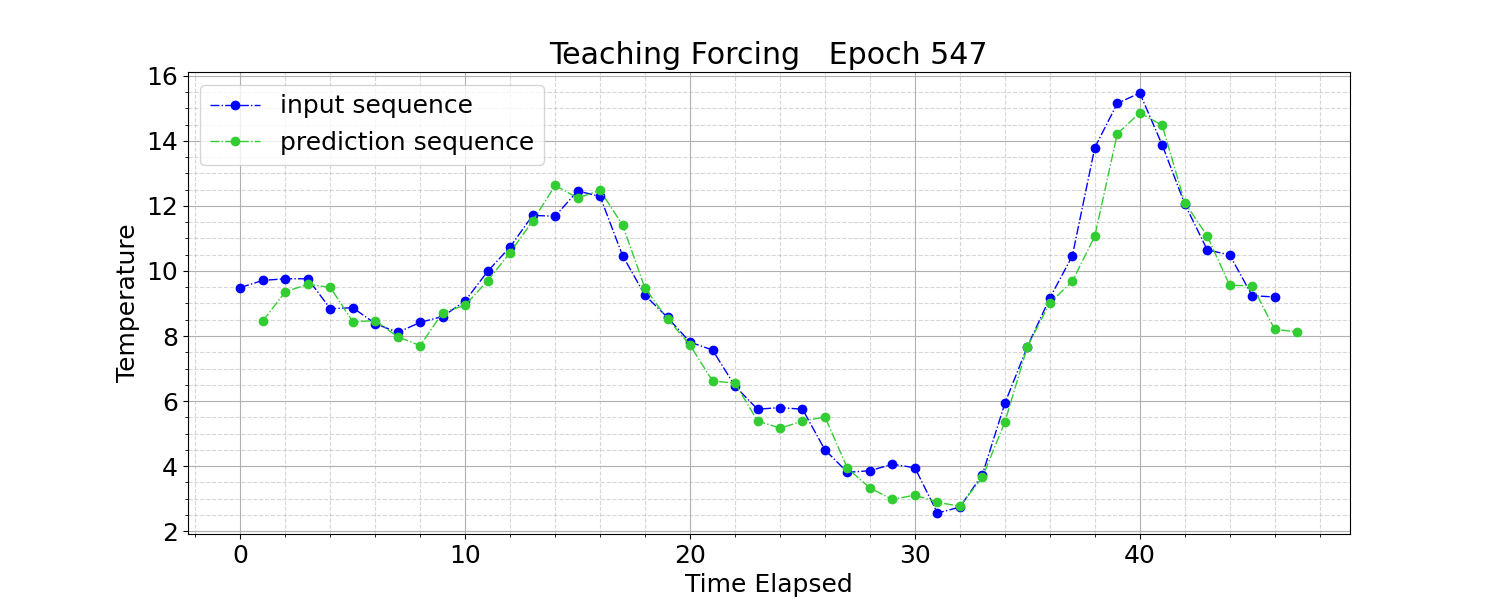 Teaching Forcing   Epoch 547
16
14
12
10
8
6
4
2
Temperature
input sequence
prediction sequence
0 10 20 30 40
Time Elapsed